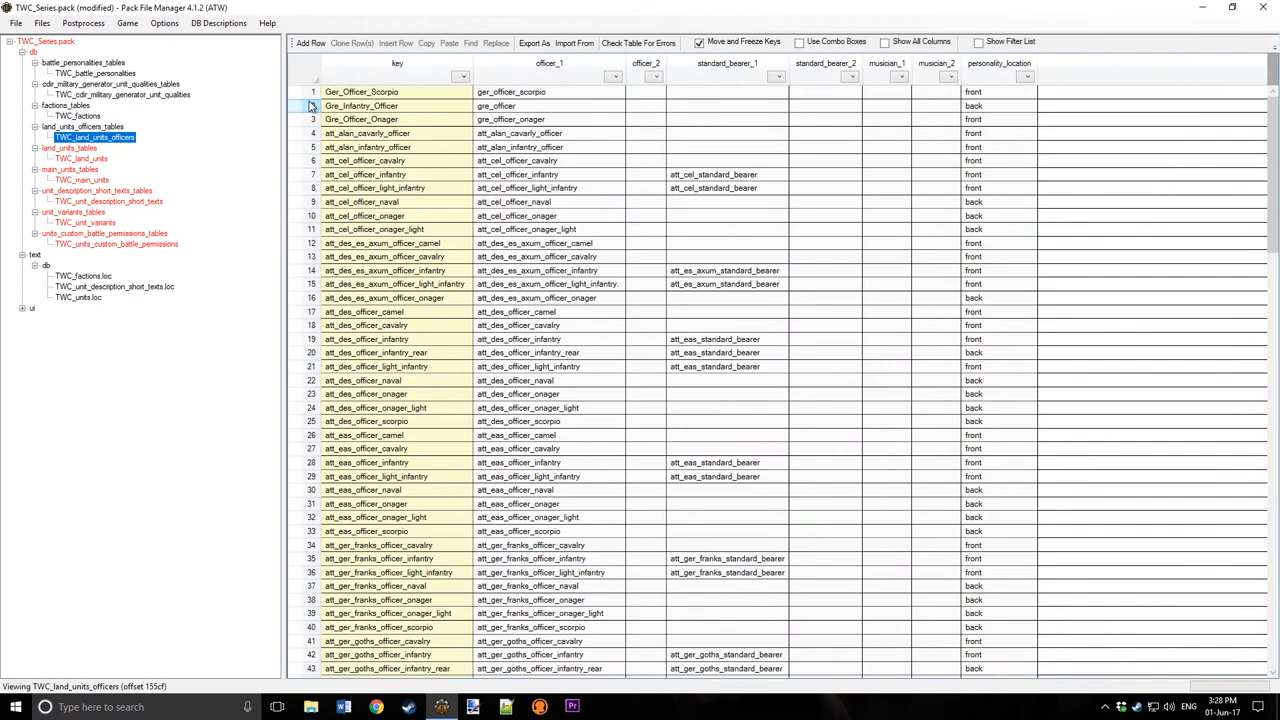 TWC_Series.pack (modified) - Pack File Manager 4.1.2 (ATW)
File Files Postprocess Game Options DB Descriptions Help
TWC_Series.pack
db
battle_personalities_tables
TWC_battle_personalities
cdir_military_generator_unit_qualities_tables
TWC_cdir_military_generator_unit_qualities
factions_tables
TWC_factions
land_units_officers_tables
TWC_land_units_officers
land_units_tables
TWC_land_units
main_units_tables
TWC_main_units
unit_description_short_texts_tables
TWC_unit_description_short_texts
unit_variants_tables
TWC_unit_variants
units_custom_battle_permissions_tables
TWC_units_custom_battle_permissions
text
db
TWC_factions.loc
TWC_unit_description_short_texts.loc
TWC_units.loc
ui
Add Row Clone Row(s) Insert Row Copy Paste Find Replace Export As Import From Check Table For Errors Move and Freeze Keys Use Combo Boxes Show All Columns Show Filter List
key officer_1 officer_2 standard_bearer_1 standard_bearer_2 musician_1 musician_2 personality_location
1 Ger_Officer_Scorpio ger_officer_scorpio front
Gre_Infantry_Officer gre_officer back
3 Gre_Officer_Onager gre_officer_onager front
4 att_alan_cavarly_officer att_alan_cavarly_officer front
5 att_alan_infantry_officer att_alan_infantry_officer front
6 att_cel_officer_cavalry att_cel_officer_cavalry front
7 att_cel_officer_infantry att_cel_officer_infantry att_cel_standard_bearer front
8 att_cel_officer_light_infantry att_cel_officer_light_infantry att_cel_standard_bearer front
9 att_cel_officer_naval att_cel_officer_naval back
10 att_cel_officer_onager att_cel_officer_onager back
11 att_cel_officer_onager_light att_cel_officer_onager_light back
12 att_des_es_axum_officer_camel att_des_es_axum_officer_camel front
13 att_des_es_axum_officer_cavalry att_des_es_axum_officer_cavalry front
14 att_des_es_axum_officer_infantry att_des_es_axum_officer_infantry att_es_axum_standard_bearer front
15 att_des_es_axum_officer_light_infantry att_des_es_axum_officer_light_infantry. att_es_axum_standard_bearer front
16 att_des_es_axum_officer_onager att_des_es_axum_officer_onager back
17 att_des_officer_camel att_des_officer_camel front
18 att_des_officer_cavalry att_des_officer_cavalry front
19 att_des_officer_infantry att_des_officer_infantry att_eas_standard_bearer front
20 att_des_officer_infantry_rear att_des_officer_infantry_rear att_eas_standard_bearer back
21 att_des_officer_light_infantry att_des_officer_light_infantry att_eas_standard_bearer front
22 att_des_officer_naval att_des_officer_naval back
23 att_des_officer_onager att_des_officer_onager back
24 att_des_officer_onager_light att_des_officer_onager_light back
25 att_des_officer_scorpio att_des_officer_scorpio back
26 att_eas_officer_camel att_eas_officer_camel front
27 att_eas_officer_cavalry att_eas_officer_cavalry front
28 att_eas_officer_infantry att_eas_officer_infantry att_eas_standard_bearer front
29 att_eas_officer_light_infantry att_eas_officer_light_infantry att_eas_standard_bearer front
30 att_eas_officer_naval att_eas_officer_naval back
31 att_eas_officer_onager att_eas_officer_onager back
32 att_eas_officer_onager_light att_eas_officer_onager_light back
33 att_eas_officer_scorpio att_eas_officer_scorpio back
34 att_ger_franks_officer_cavalry att_ger_franks_officer_cavalry front
35 att_ger_franks_officer_infantry att_ger_franks_officer_infantry att_ger_franks_standard_bearer front
36 att_ger_franks_officer_light_infantry att_ger_franks_officer_light_infantry att_ger_franks_standard_bearer front
37 att_ger_franks_officer_naval att_ger_franks_officer_naval back
38 att_ger_franks_officer_onager att_ger_franks_officer_onager back
39 att_ger_franks_officer_onager_light att_ger_franks_officer_onager_light back
40 att_ger_franks_officer_scorpio att_ger_franks_officer_scorpio back
41 att_ger_goths_officer_cavalry att_ger_goths_officer_cavalry front
42 att_ger_goths_officer_infantry att_ger_goths_officer_infantry att_ger_goths_standard_bearer front
43 att_ger_goths_officer_infantry_rear att_ger_goths_officer_infantry_rear att_ger_goths_standard_bearer back
Viewing TWC_land_units_officers (offset 155cf)
Type here to search
3:28 PM
01-Jun-17